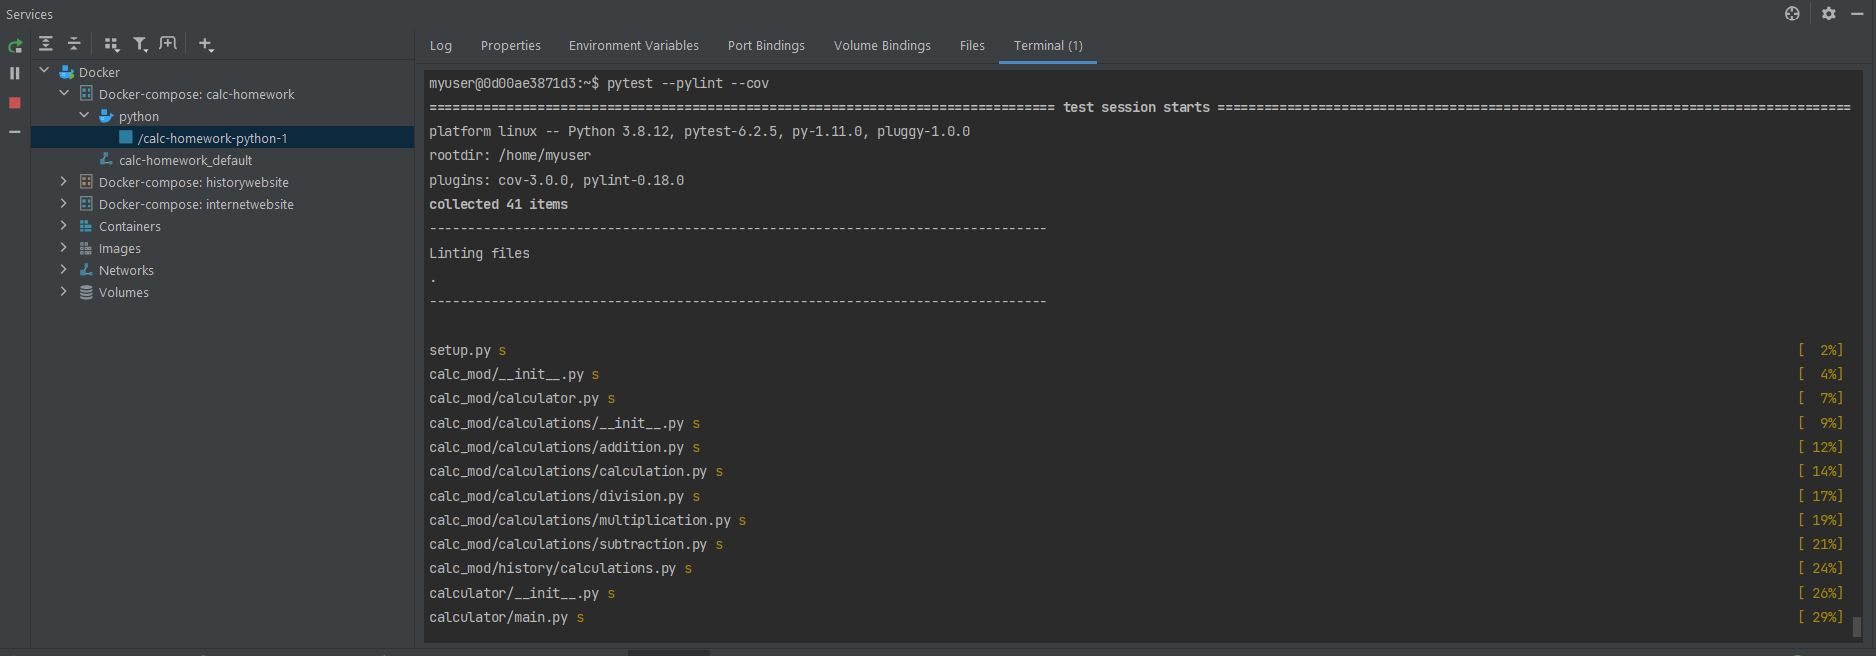 Services
Log Properties Environment Variables Port Bindings Volume Bindings Files Terminal (1)
Docker
Docker-compose: calc-homework
python
/calc-homework-python-1
calc-homework_default
Docker-compose: historywebsite
Docker-compose: internetwebsite
Containers
Images
Networks
Volumes
myuser@0d00ae3871d3:~$ pytest --pylint --cov
================================================================================= test session starts ==================================================================================
platform linux -- Python 3.8.12, pytest-6.2.5, py-1.11.0, pluggy-1.0.0
rootdir: /home/myuser
plugins: cov-3.0.0, pylint-0.18.0
collected 41 items
--------------------------------------------------------------------------------
Linting files
.
--------------------------------------------------------------------------------
setup.py s [  2%]
calc_mod/__init__.py s [  4%]
calc_mod/calculator.py s [  7%]
calc_mod/calculations/__init__.py s [  9%]
calc_mod/calculations/addition.py s [ 12%]
calc_mod/calculations/calculation.py s [ 14%]
calc_mod/calculations/division.py s [ 17%]
calc_mod/calculations/multiplication.py s [ 19%]
calc_mod/calculations/subtraction.py s [ 21%]
calc_mod/history/calculations.py s [ 24%]
calculator/__init__.py s [ 26%]
calculator/main.py s [ 29%]